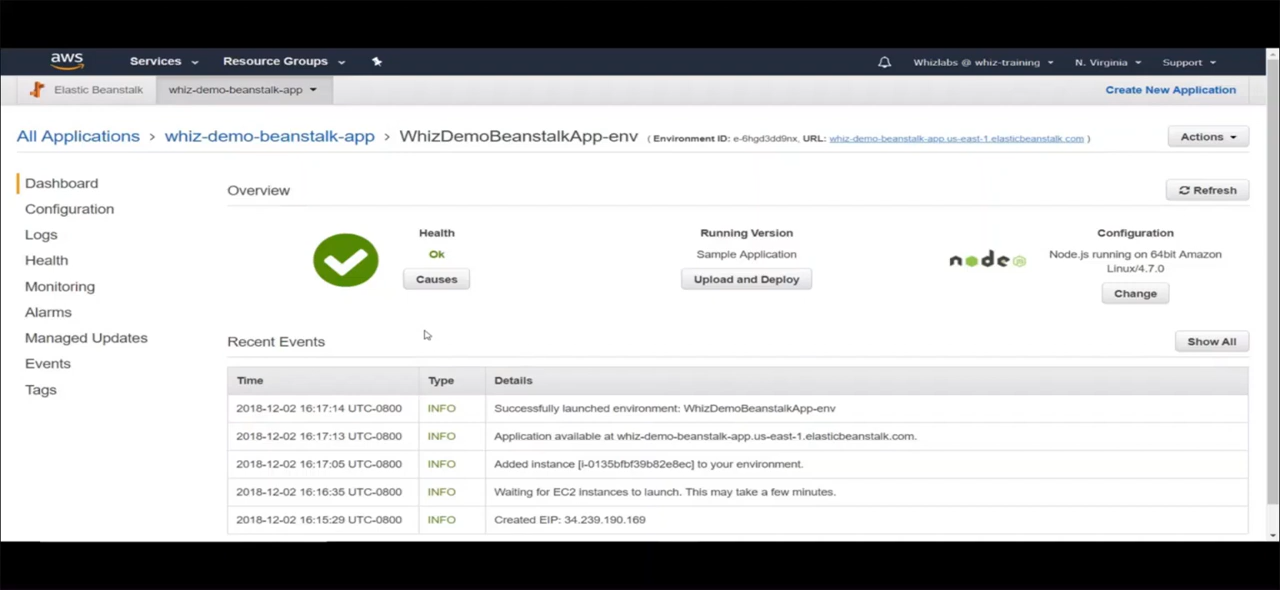 aws Services Resource Groups Whizlabs @ whiz-training N. Virginia Support
Elastic Beanstalk whiz-demo-beanstalk-app Create New Application
All Applications > whiz-demo-beanstalk-app > WhizDemoBeanstalkApp-env ( Environment ID: e-6hgd3dd9nx, URL: whiz-demo-beanstalk-app.us-east-1.elasticbeanstalk.com ) Actions
Dashboard
Configuration
Logs
Health
Monitoring
Alarms
Managed Updates
Events
Tags
Overview Refresh
Health
Ok
Causes
Running Version
Sample Application
Upload and Deploy
node JS
Configuration
Node.js running on 64bit Amazon
Linux/4.7.0
Change
Recent Events Show All
Time Type Details
2018-12-02 16:17:14 UTC-0800 INFO Successfully launched environment: WhizDemoBeanstalkApp-env
2018-12-02 16:17:13 UTC-0800 INFO Application available at whiz-demo-beanstalk-app.us-east-1.elasticbeanstalk.com.
2018-12-02 16:17:05 UTC-0800 INFO Added instance [i-0135bfbf39b82e8ec] to your environment.
2018-12-02 16:16:35 UTC-0800 INFO Waiting for EC2 instances to launch. This may take a few minutes.
2018-12-02 16:15:29 UTC-0800 INFO Created EIP: 34.239.190.169